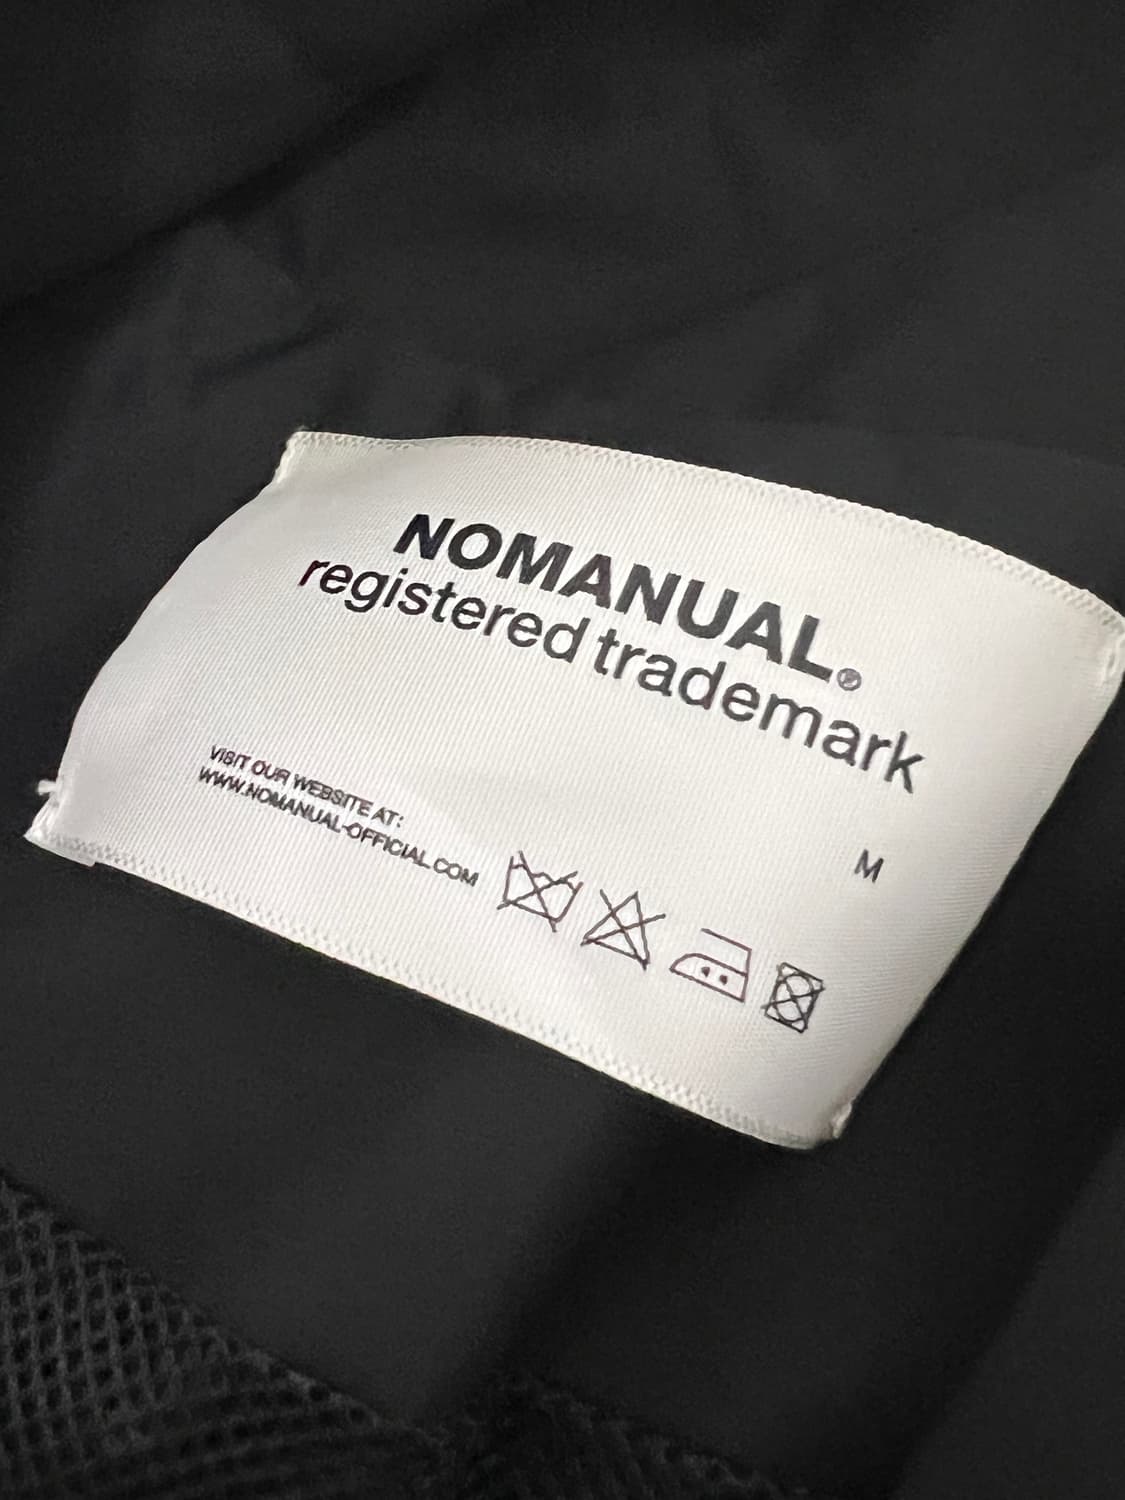 NOMANUAL®
registered trademark
M
VISIT OUR WEBSITE AT:
WWW.NOMANUAL-OFFICIAL.COM